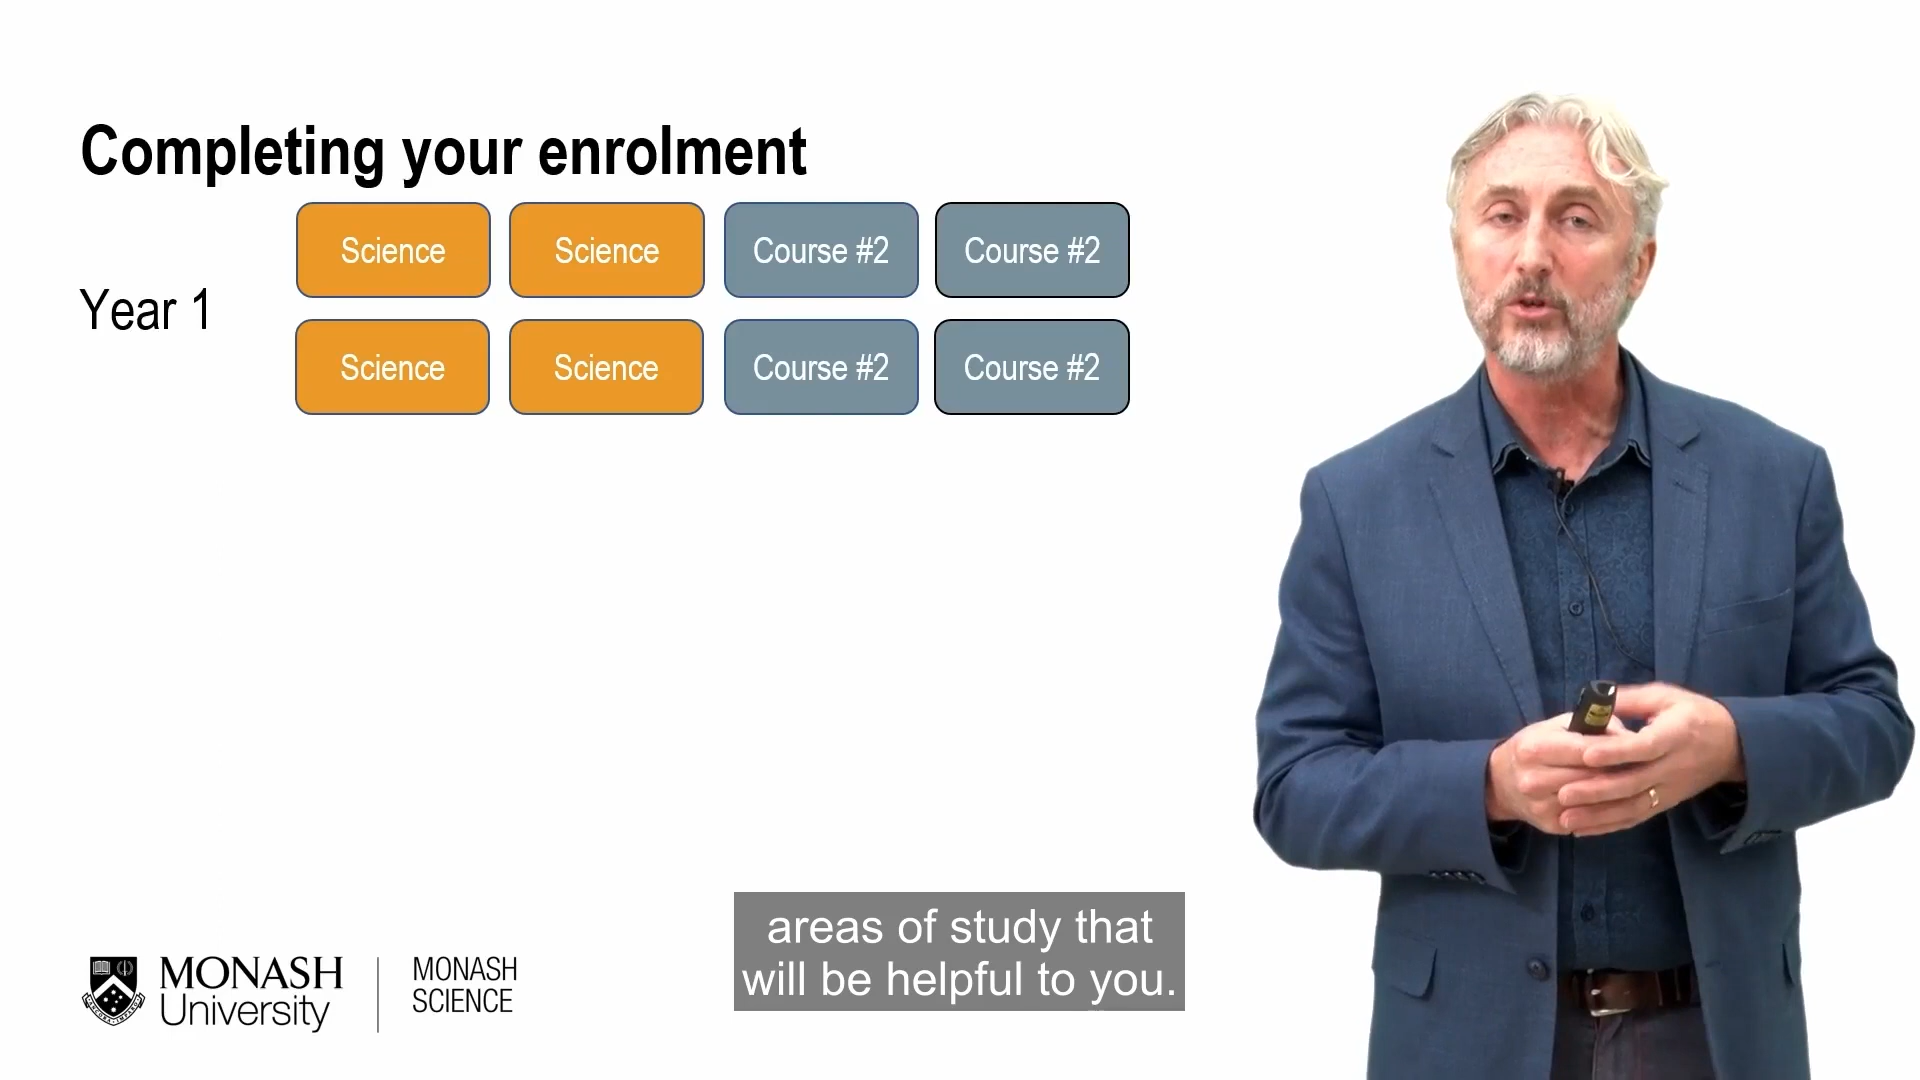 Completing your enrolment
Science Science Course #2 Course #2
Year 1
Science Science Course #2 Course #2
areas of study that
will be helpful to you.
MONASH
University
MONASH
SCIENCE